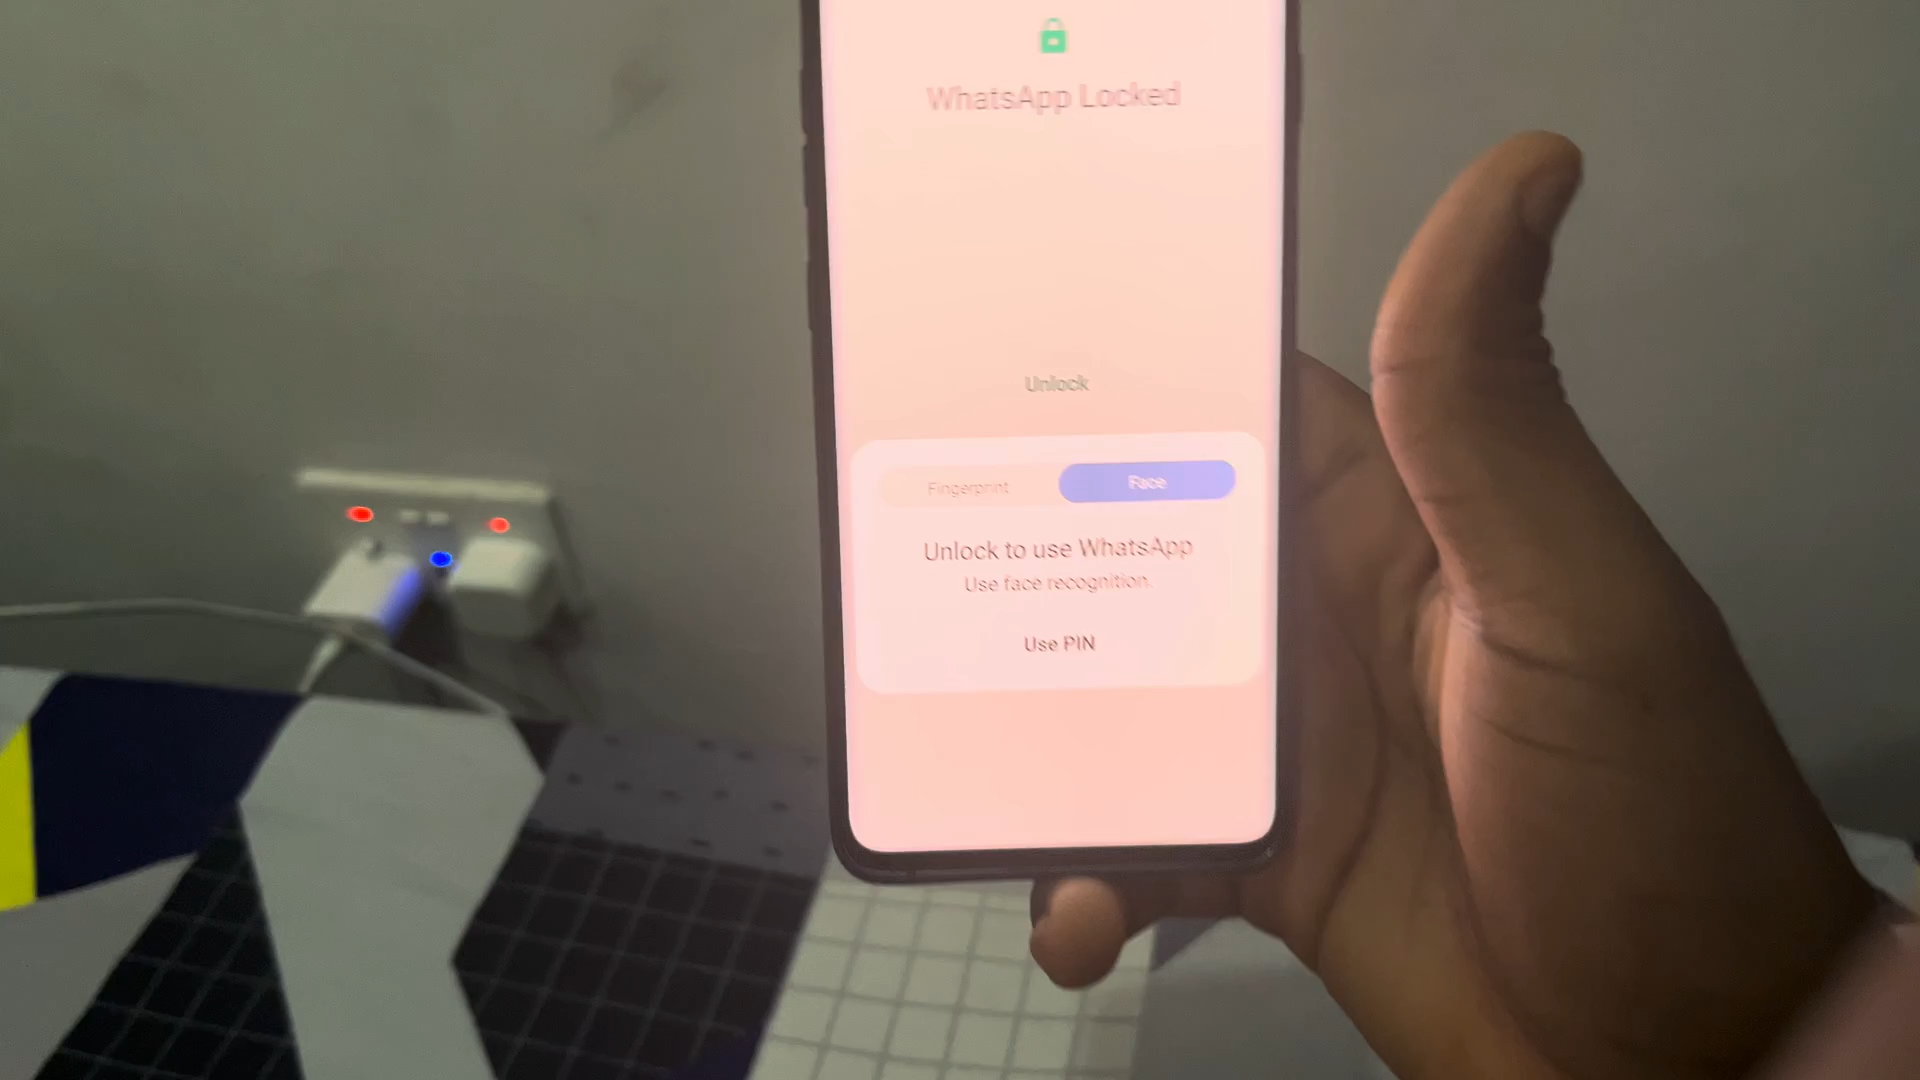 WhatsApp Locked
Unlock
Fingerprint Face
Unlock to use WhatsApp
Use face recognition.
Use PIN